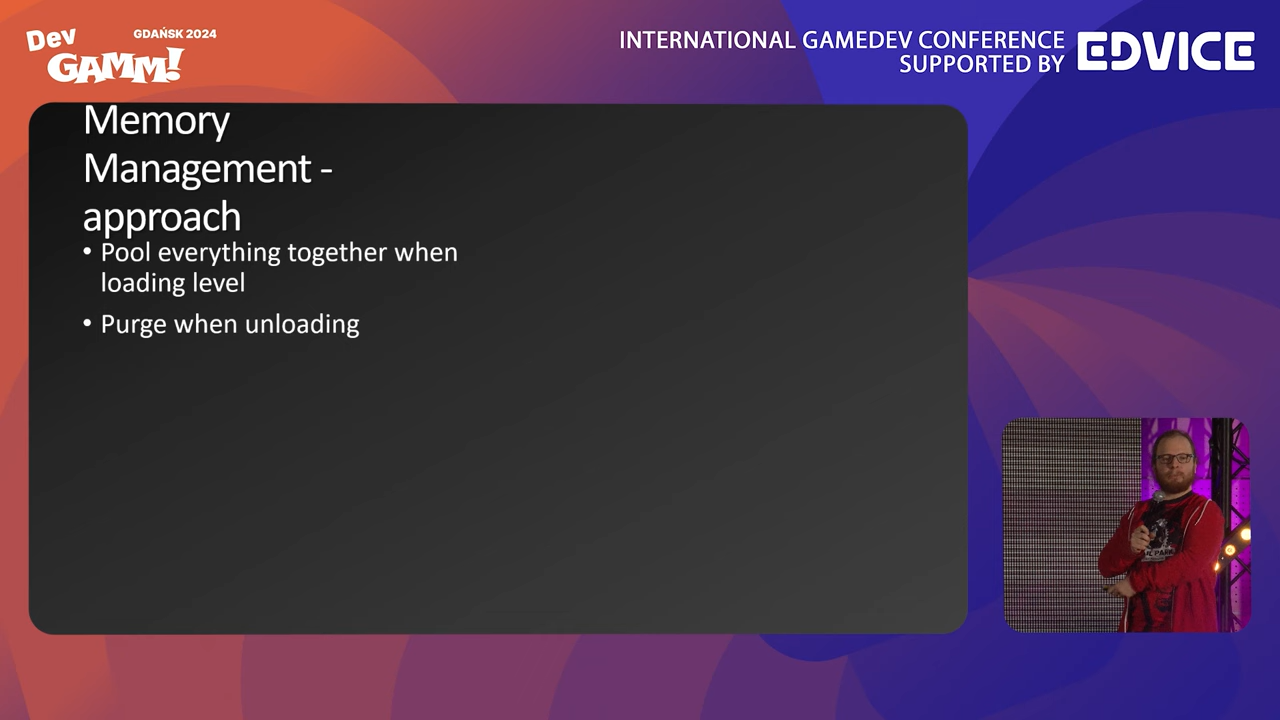 Dev
GAMM!
GDAŃSK 2024
INTERNATIONAL GAMEDEV CONFERENCE
SUPPORTED BY
EDVICE
Memory
Management -
approach
• Pool everything together when
loading level
• Purge when unloading